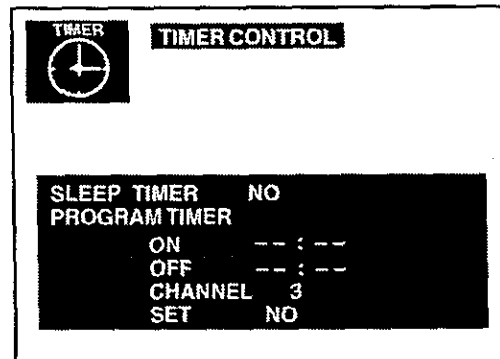 TIMER
TIMER CONTROL
SLEEP TIMER NO
PROGRAM TIMER
ON -- : --
OFF -- : --
CHANNEL 3
SET NO